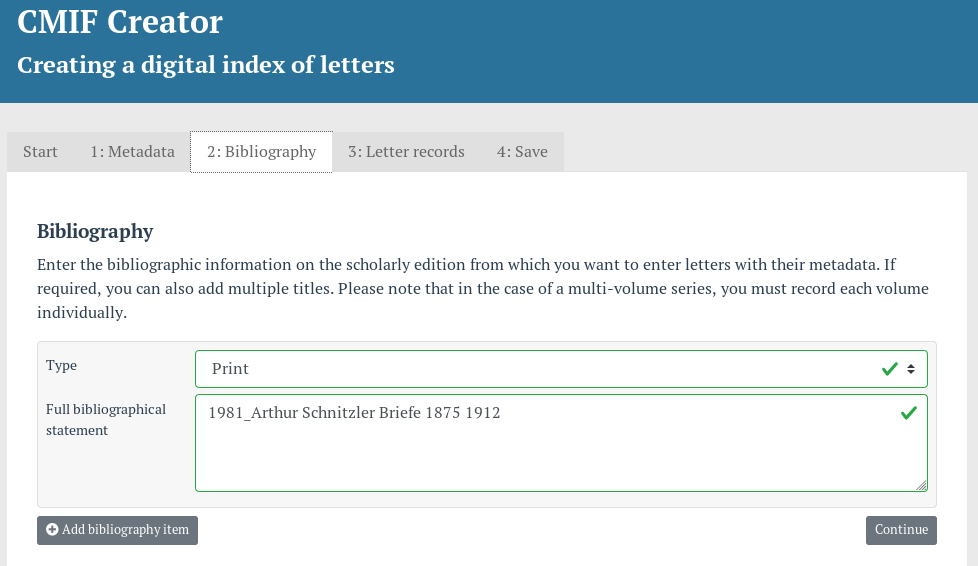 CMIF Creator
Creating a digital index of letters
Start 1: Metadata 2: Bibliography 3: Letter records 4: Save
Bibliography
Enter the bibliographic information on the scholarly edition from which you want to enter letters with their metadata. If
required, you can also add multiple titles. Please note that in the case of a multi-volume series, you must record each volume
individually.
Type Print
Full bibliographical
statement
1981_Arthur Schnitzler Briefe 1875 1912
Add bibliography item Continue